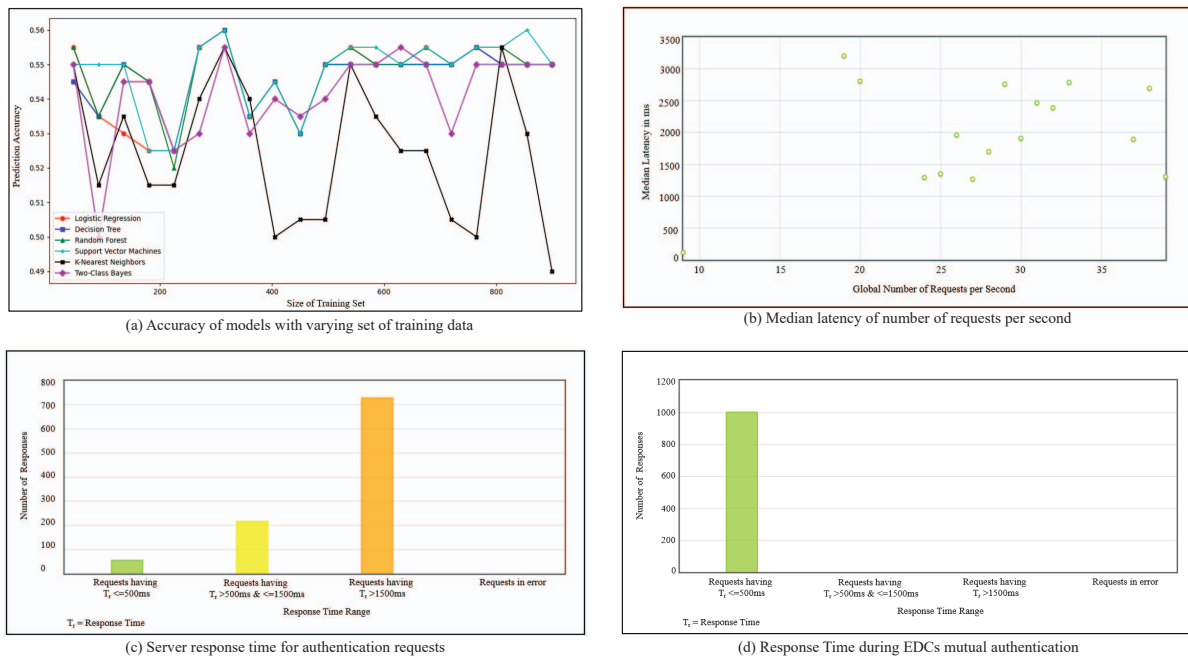 0.56
0.55
0.54
0.53
0.52
0.51
0.50
0.49
Prediction Accuracy
Logistic Regression
Decision Tree
Random Forest
Support Vector Machines
K-Nearest Neighbors
Two-Class Bayes
200
400
600
800
Size of Training Set
(a) Accuracy of models with varying set of training data
3500
3000
2500
2000
1500
1000
500
0
Median Latency in ms
10
20
25
30
35
Global Number of Requests per Second
(b) Median latency of number of requests per second
800
700
600
500
400
300
200
100
0
Number of Responses
Requests having
Tr <=500ms
Requests having
Tr >500ms & <=1500ms
Requests having
Tr >1500ms
Requests in error
Response Time Range
Tr = Response Time
(c) Server response time for authentication requests
1200
1000
800
600
400
200
0
Number of Responses
Requests having
Tr <=500ms
Requests having
Tr >500ms & <=1500ms
Requests having
Tr >1500ms
Requests in error
Response Time Range
Tr = Response Time
(d) Response Time during EDCs mutual authentication